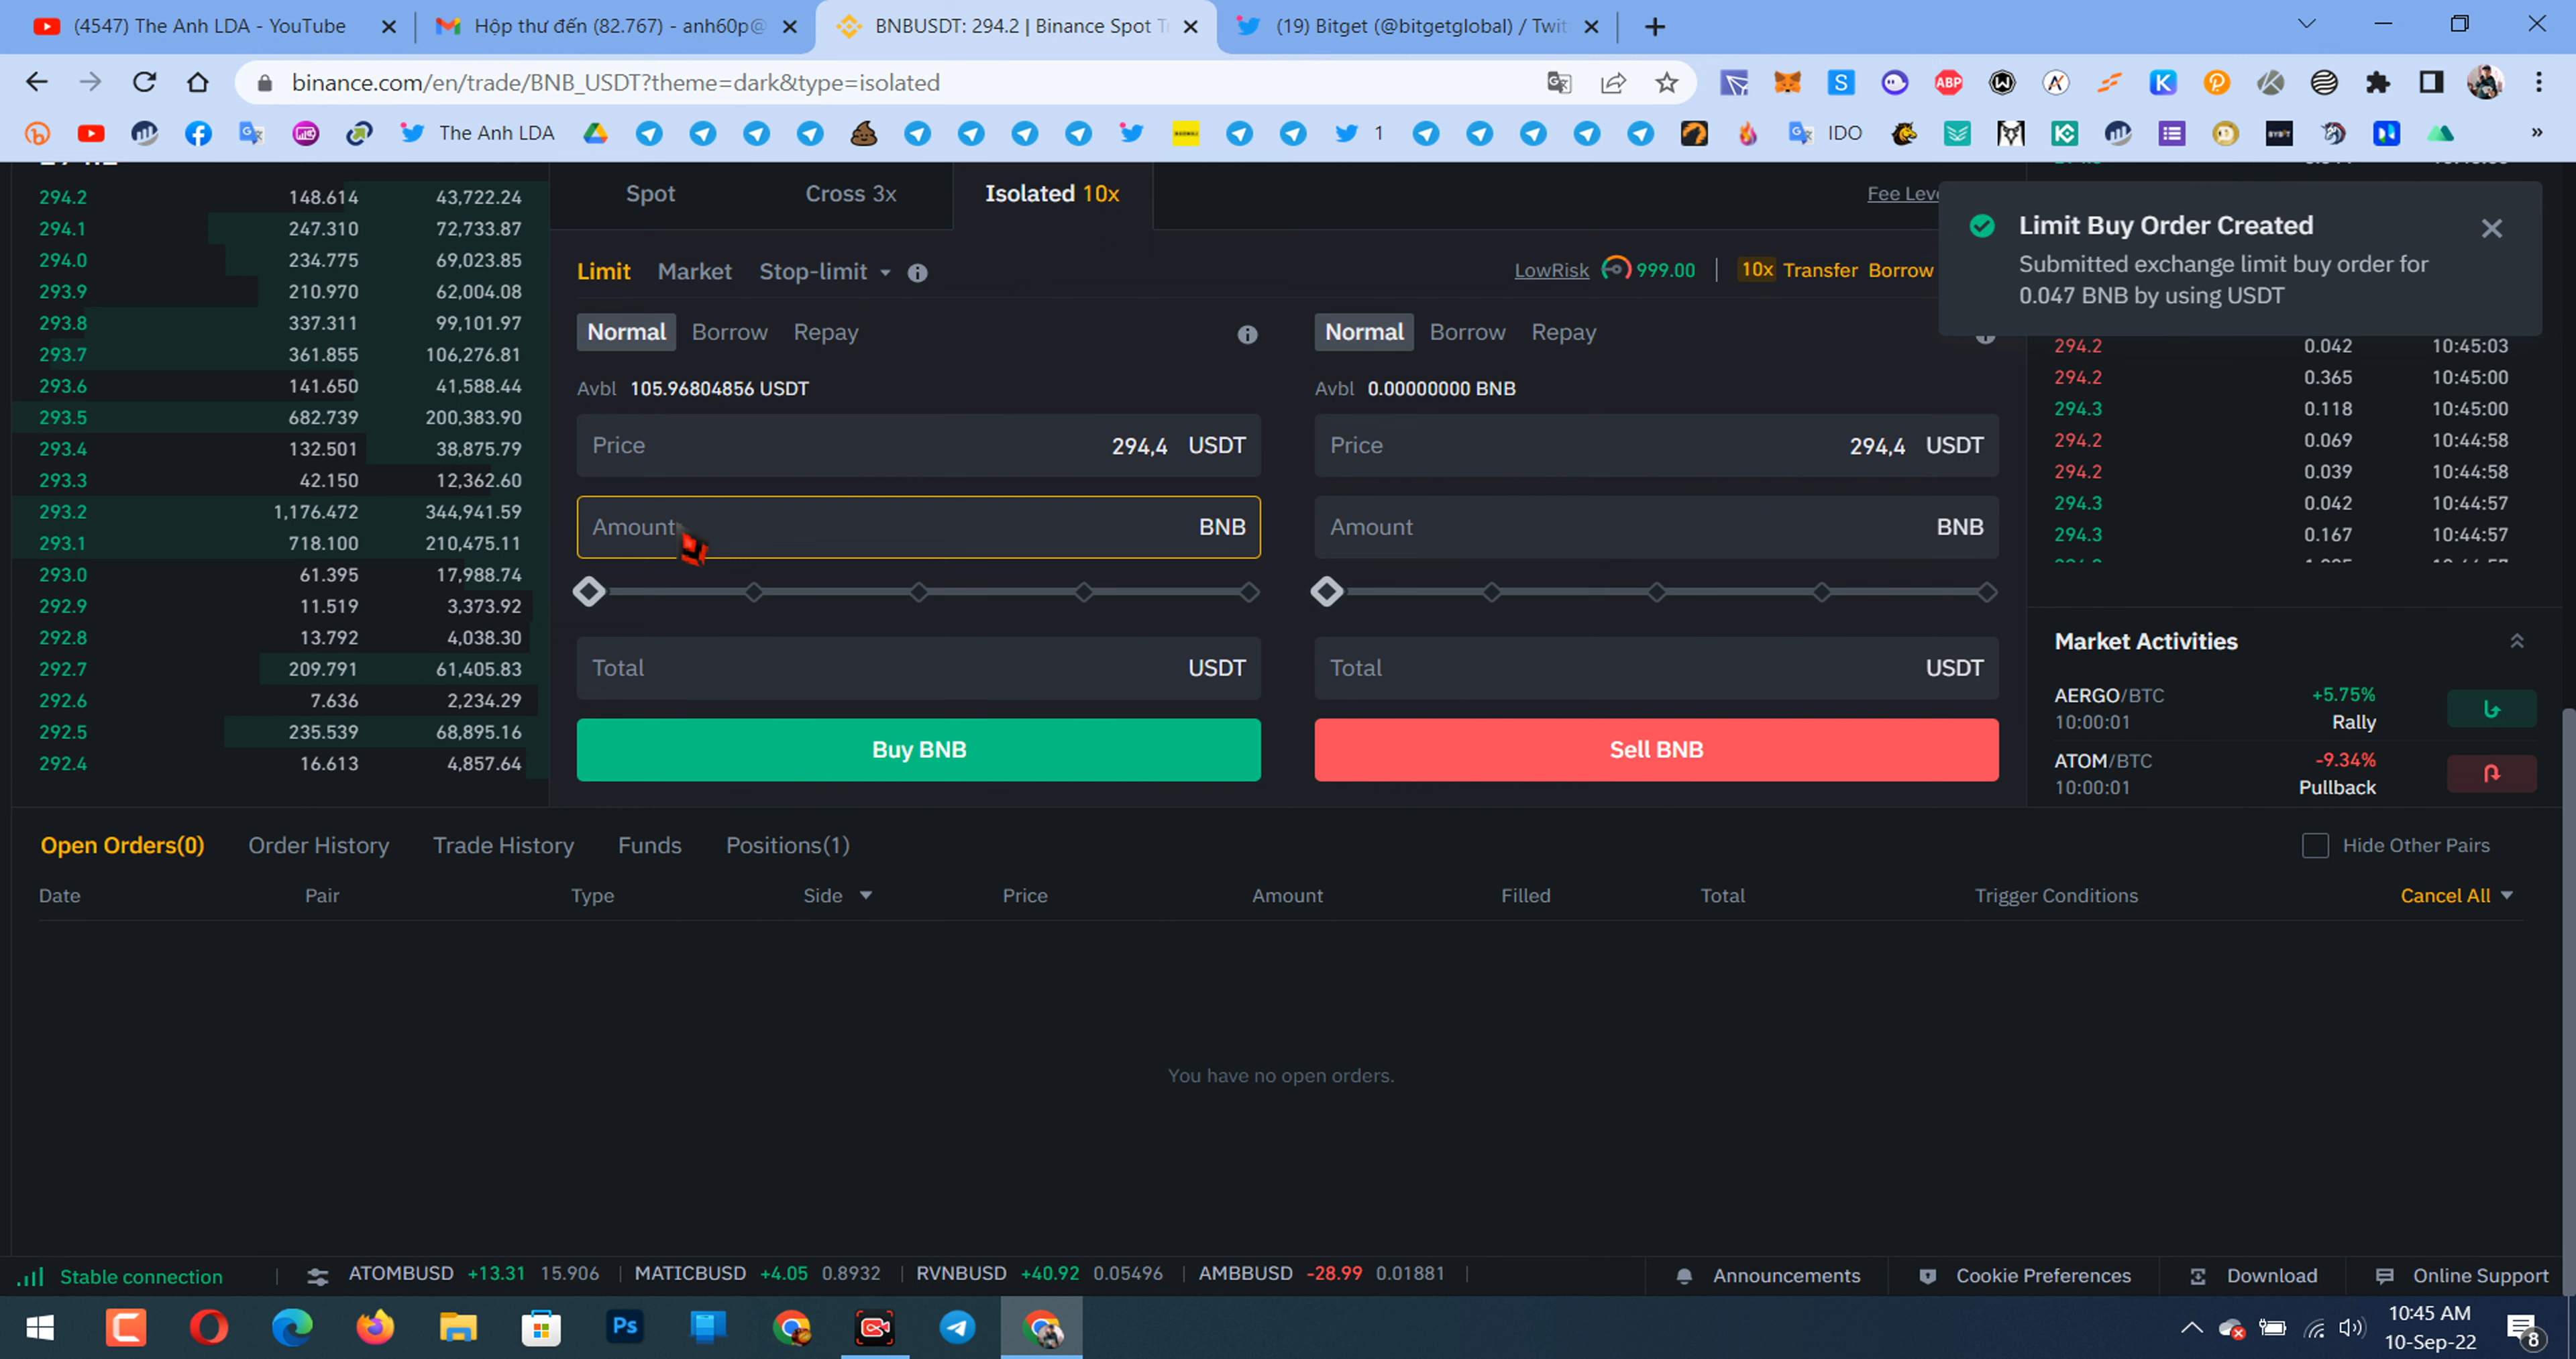 (4547) The Anh LDA - YouTube
Hộp thư đến (82.767) - anh60p@
BNBUSDT: 294.2 | Binance Spot T
(19) Bitget (@bitgetglobal) / Twit
binance.com/en/trade/BNB_USDT?theme=dark&type=isolated
ABP
The Anh LDA
1
IDO
294.2 148.614 43,722.24
294.1 247.310 72,733.87
294.0 234.775 69,023.85
293.9 210.970 62,004.08
293.8 337.311 99,101.97
293.7 361.855 106,276.81
293.6 141.650 41,588.44
293.5 682.739 200,383.90
293.4 132.501 38,875.79
293.3 42.150 12,362.60
293.2 1,176.472 344,941.59
293.1 718.100 210,475.11
293.0 61.395 17,988.74
292.9 11.519 3,373.92
292.8 13.792 4,038.30
292.7 209.791 61,405.83
292.6 7.636 2,234.29
292.5 235.539 68,895.16
292.4 16.613 4,857.64
Spot Cross 3x Isolated 10x Fee Leve
Limit Market Stop-limit LowRisk 999.00 10x Transfer Borrow
Normal Borrow Repay
Avbl 105.96804856 USDT
Price 294,4 USDT
Amount BNB
Total USDT
Buy BNB
Normal Borrow Repay
Avbl 0.00000000 BNB
Price 294,4 USDT
Amount BNB
Total USDT
Sell BNB
Limit Buy Order Created
Submitted exchange limit buy order for
0.047 BNB by using USDT
294.2 0.042 10:45:03
294.2 0.365 10:45:00
294.3 0.118 10:45:00
294.2 0.069 10:44:58
294.2 0.039 10:44:58
294.3 0.042 10:44:57
294.3 0.167 10:44:57
Market Activities
AERGO/BTC +5.75%
10:00:01 Rally
ATOM/BTC -9.34%
10:00:01 Pullback
Open Orders(0) Order History Trade History Funds Positions(1) Hide Other Pairs
Date Pair Type Side Price Amount Filled Total Trigger Conditions Cancel All
You have no open orders.
Stable connection ATOMBUSD +13.31 15.906 MATICBUSD +4.05 0.8932 RVNBUSD +40.92 0.05496 AMBBUSD -28.99 0.01881 Announcements Cookie Preferences Download Online Support
Ps
10:45 AM
10-Sep-22
8